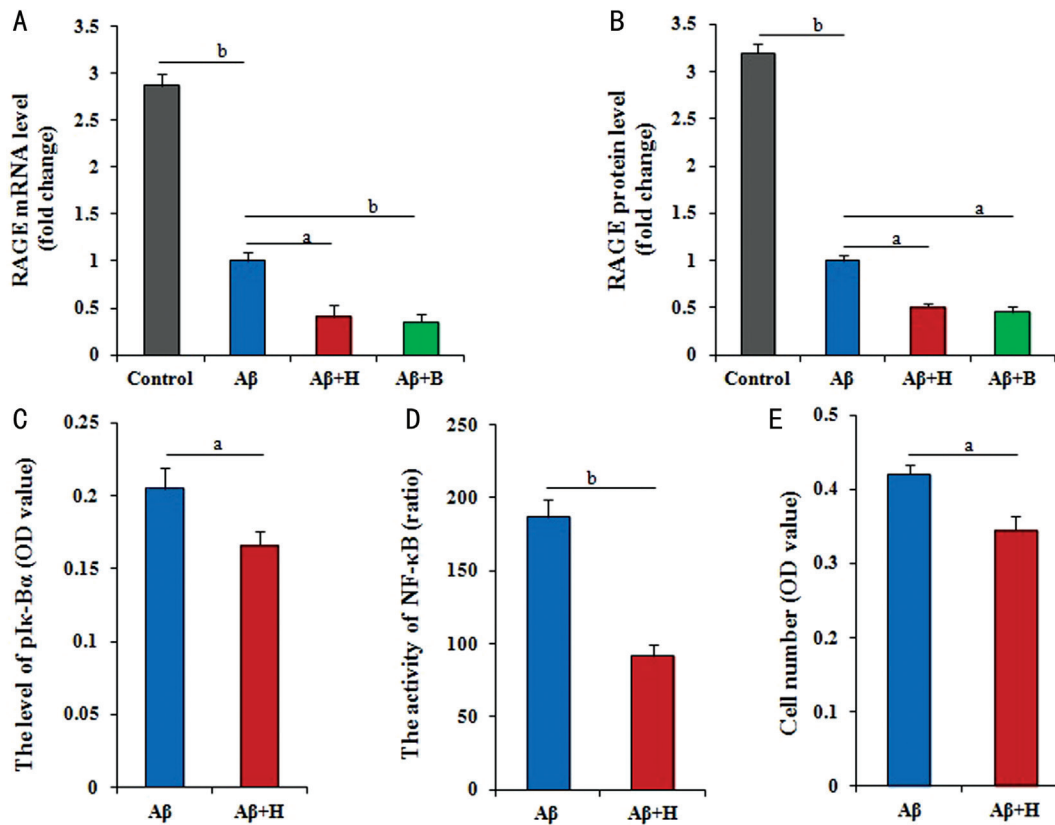 A
RAGE mRNA level
(fold change)
3.5
3
2.5
2
1.5
1
0.5
0
b
b
a
Control Aβ Aβ+H Aβ+B
B
RAGE protein level
(fold change)
3.5
3
2.5
2
1.5
1
0.5
0
b
a
a
Control Aβ Aβ+H Aβ+B
C
The level of pIk-Bα (OD value)
0.25
0.2
0.15
0.1
0.05
0
a
Aβ Aβ+H
D
The activity of NF-κB (ratio)
250
200
150
100
50
0
b
Aβ Aβ+H
E
Cell number (OD value)
0.5
0.4
0.3
0.2
0.1
0
a
Aβ Aβ+H